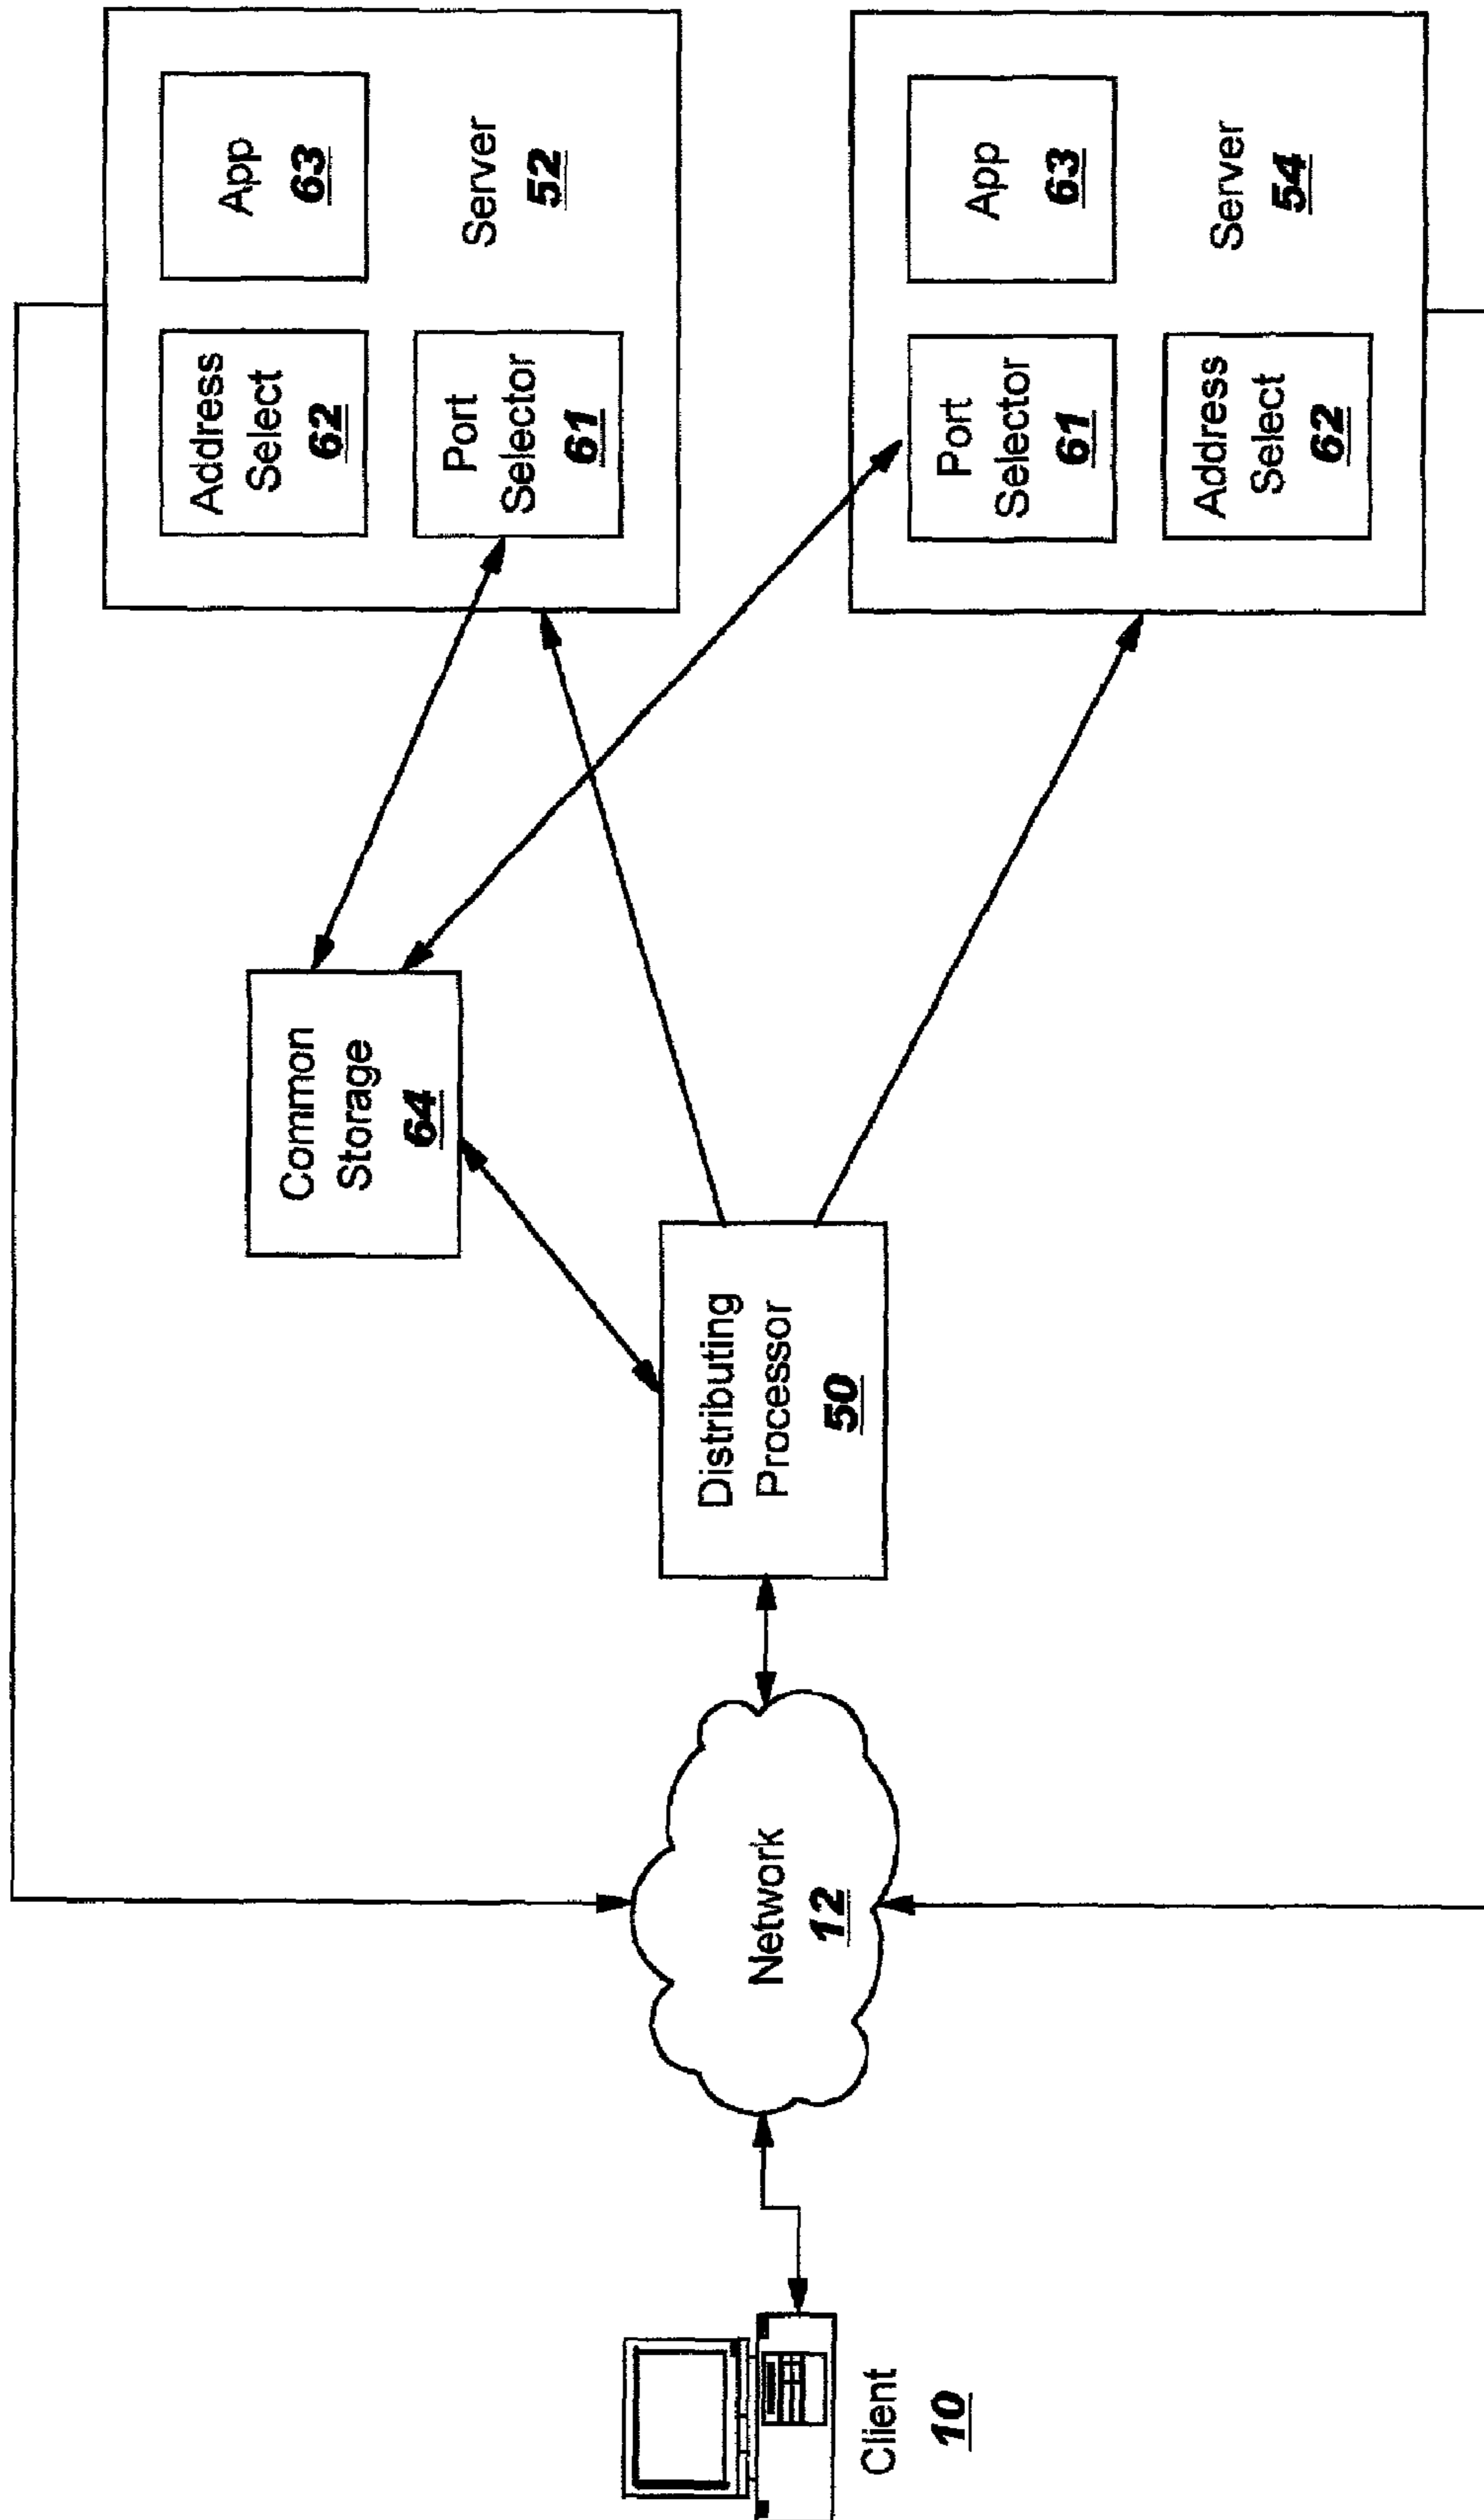 Address
Select
62
App
63
Port
Selector
61
Server
52
Common
Storage
64
Client
10
Network
12
Distributing
Processor
50
Port
Selector
61
App
63
Address
Select
62
Server
54